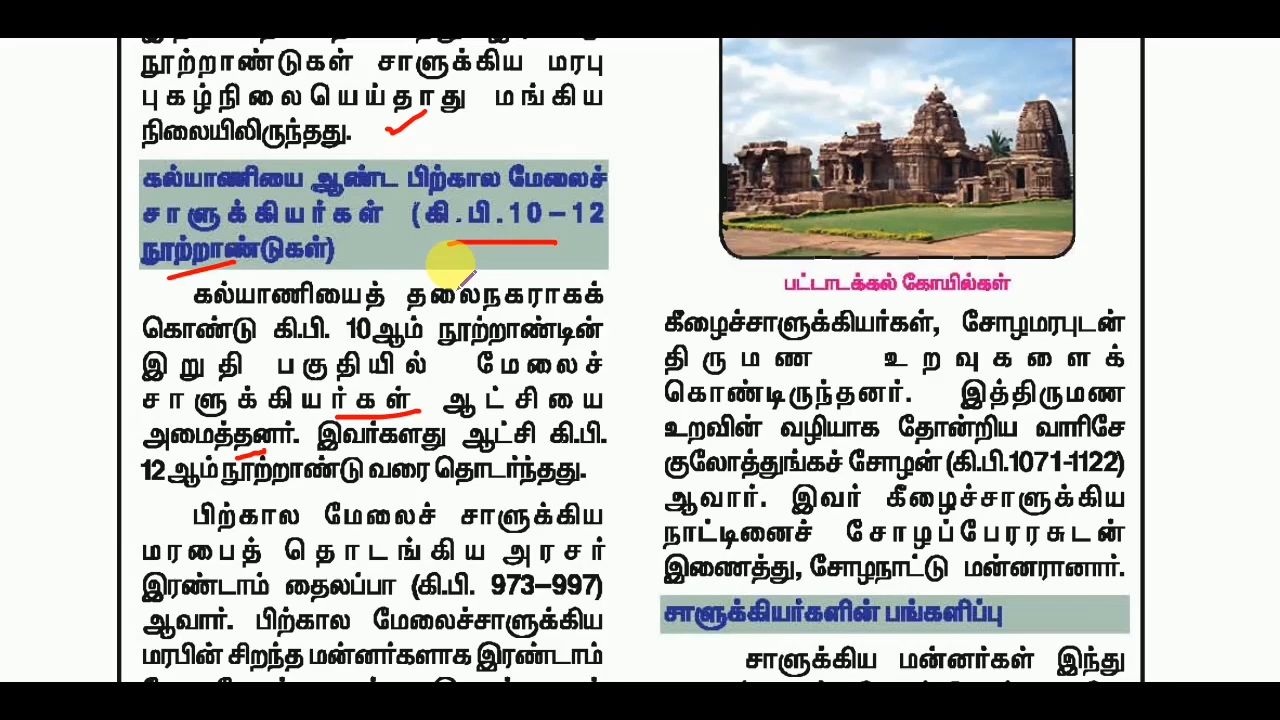 நூற்றாண்டுகள் சாளுக்கிய மரபு
புகழ்நிலையெய்தாது மங்கிய
நிலையிலிருந்தது.
கல்யாணியை ஆண்ட பிற்கால மேலைச்
சாளுக்கியர்கள் (கி.பி.10–12
நூற்றாண்டுகள்)
கல்யாணியைத் தலைநகராகக்
கொண்டு கி.பி. 10ஆம் நூற்றாண்டின்
இறுதி பகுதியில் மேலைச்
சாளுக்கியர்கள் ஆட்சியை
அமைத்தனர். இவர்களது ஆட்சி கி.பி.
12ஆம் நூற்றாண்டு வரை தொடர்ந்தது.
பிற்கால மேலைச் சாளுக்கிய
மரபைத் தொடங்கிய அரசர்
இரண்டாம் தைலப்பா (கி.பி. 973–997)
ஆவார். பிற்கால மேலைச்சாளுக்கிய
மரபின் சிறந்த மன்னர்களாக இரண்டாம்
பட்டாடக்கல் கோயில்கள்
கீழைச்சாளுக்கியர்கள், சோழமரபுடன்
திருமண உறவுகளைக்
கொண்டிருந்தனர். இத்திருமண
உறவின் வழியாக தோன்றிய வாரிசே
குலோத்துங்கச் சோழன் (கி.பி.1071-1122)
ஆவார். இவர் கீழைச்சாளுக்கிய
நாட்டினைச் சோழப்பேரரசுடன்
இணைத்து, சோழநாட்டு மன்னரானார்.
சாளுக்கியர்களின் பங்களிப்பு
சாளுக்கிய மன்னர்கள் இந்து